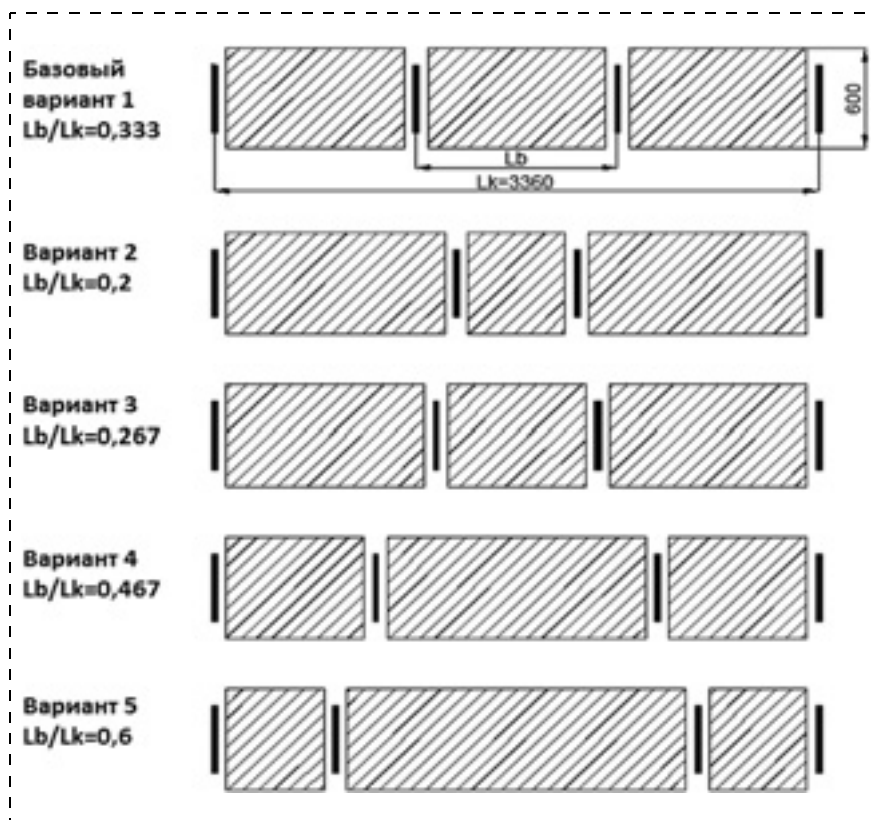 Базовый
вариант 1
Lb/Lk=0,333
600
Lb
Lk=3360
Вариант 2
Lb/Lk=0,2
Вариант 3
Lb/Lk=0,267
Вариант 4
Lb/Lk=0,467
Вариант 5
Lb/Lk=0,6